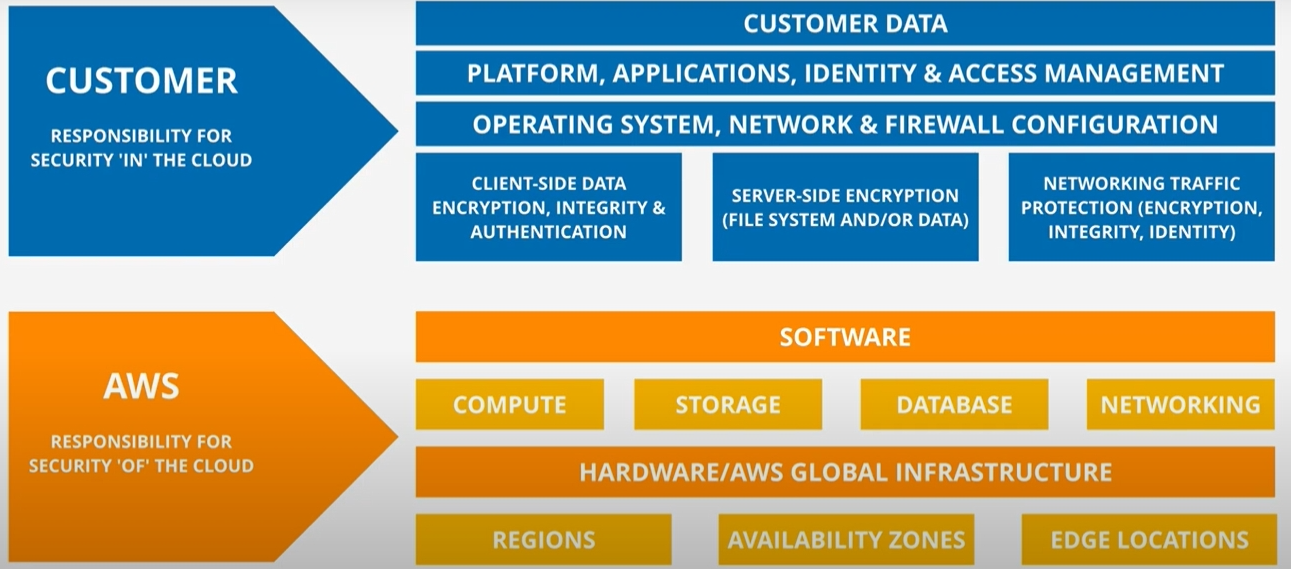 CUSTOMER
RESPONSIBILITY FOR
SECURITY 'IN' THE CLOUD
CUSTOMER DATA
PLATFORM, APPLICATIONS, IDENTITY & ACCESS MANAGEMENT
OPERATING SYSTEM, NETWORK & FIREWALL CONFIGURATION
CLIENT-SIDE DATA
ENCRYPTION, INTEGRITY &
AUTHENTICATION
SERVER-SIDE ENCRYPTION
(FILE SYSTEM AND/OR DATA)
NETWORKING TRAFFIC
PROTECTION (ENCRYPTION,
INTEGRITY, IDENTITY)
AWS
RESPONSIBILITY FOR
SECURITY 'OF' THE CLOUD
SOFTWARE
COMPUTE
STORAGE
DATABASE
NETWORKING
HARDWARE/AWS GLOBAL INFRASTRUCTURE
REGIONS
AVAILABILITY ZONES
EDGE LOCATIONS